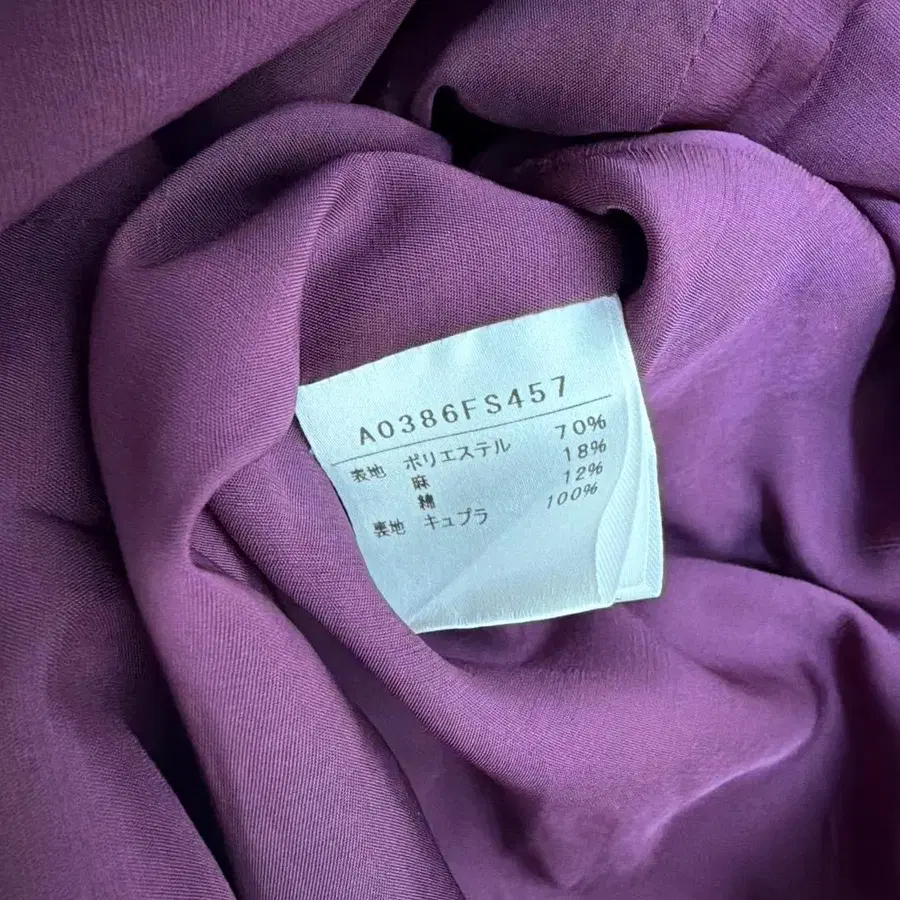 A0386FS457
表地 ポリエステル 70%
麻 18%
綿 12%
裏地 キュプラ 100%